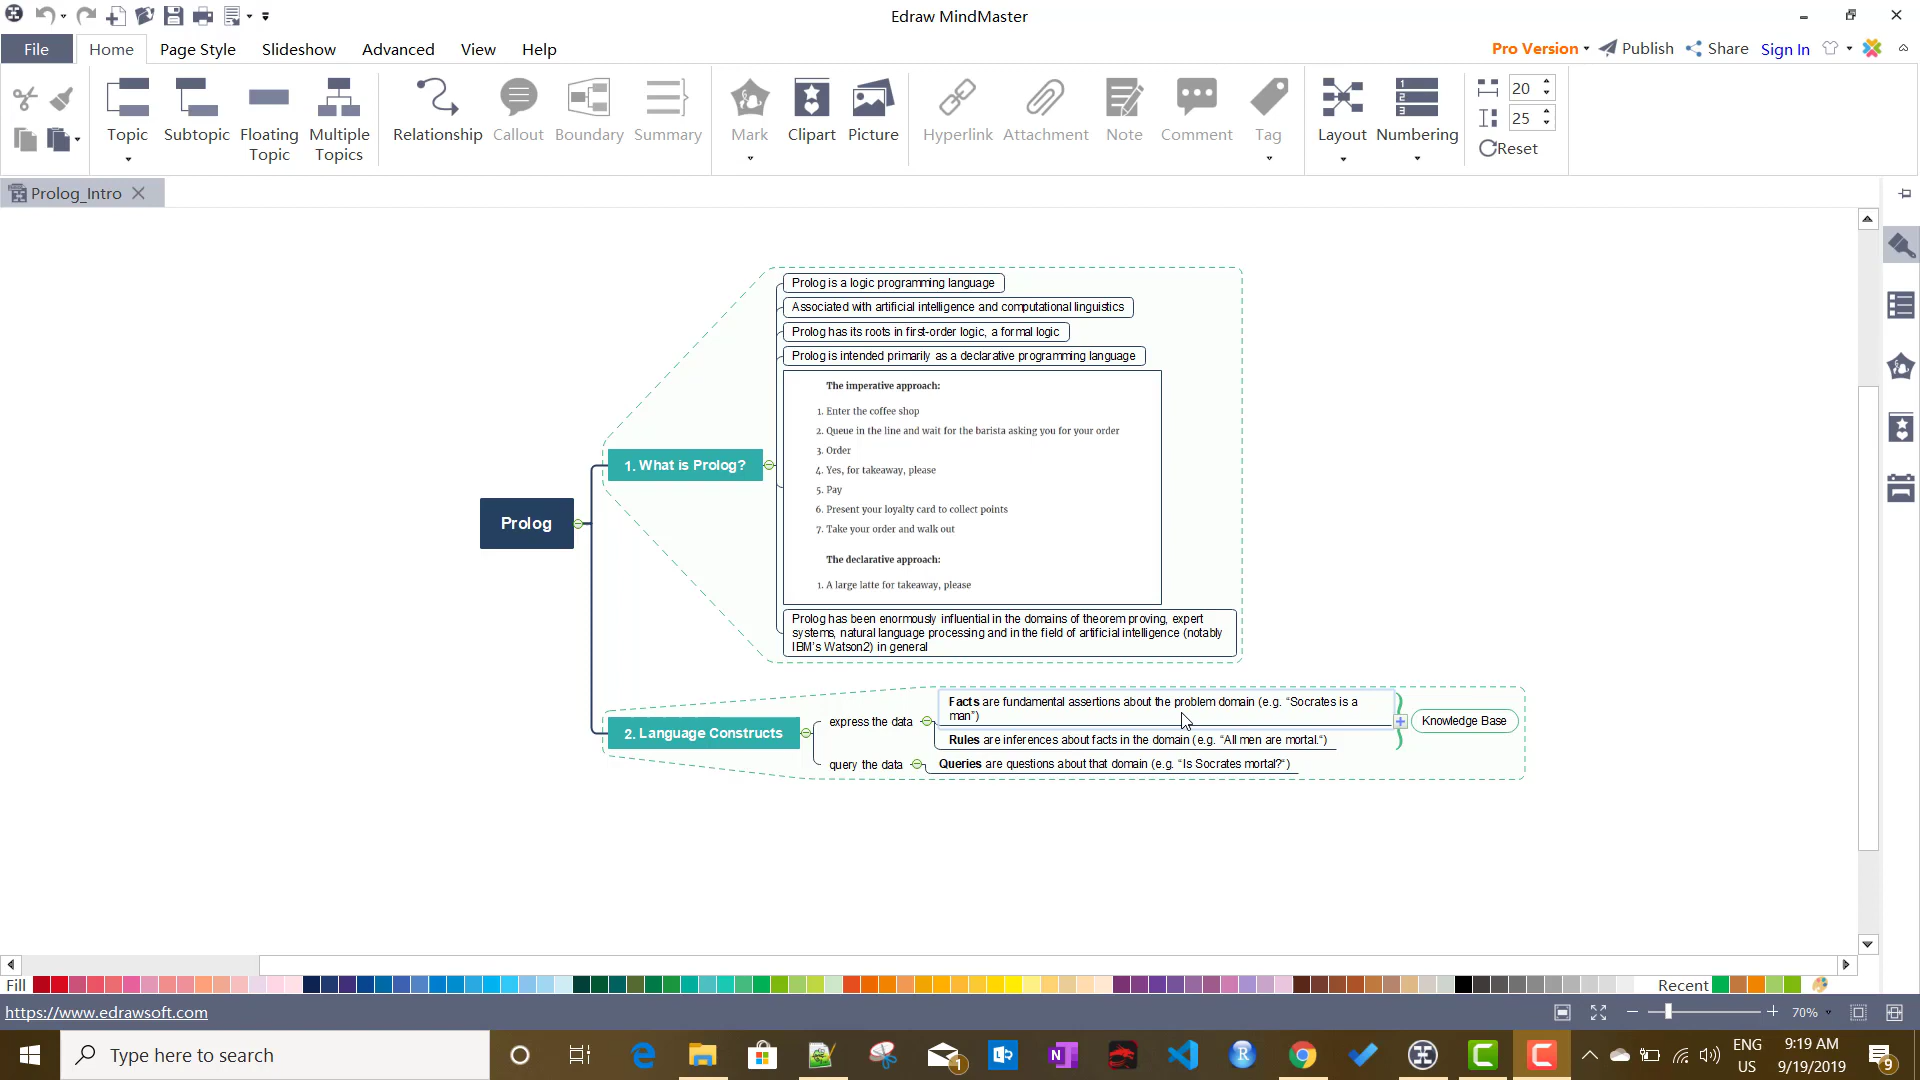 Edraw MindMaster
File
Home
Page Style
Slideshow
Advanced
View
Help
Pro Version
Publish
Share
Sign In
Topic
Subtopic
Floating
Topic
Multiple
Topics
Relationship
Callout
Boundary
Summary
Mark
Clipart
Picture
Hyperlink
Attachment
Note
Comment
Tag
Layout
Numbering
20
25
Reset
Prolog_Intro
Prolog
1. What is Prolog?
Prolog is a logic programming language
Associated with artificial intelligence and computational linguistics
Prolog has its roots in first-order logic, a formal logic
Prolog is intended primarily as a declarative programming language
The imperative approach:
1. Enter the coffee shop
2. Queue in the line and wait for the barista asking you for your order
3. Order
4. Yes, for takeaway, please
5. Pay
6. Present your loyalty card to collect points
7. Take your order and walk out
The declarative approach:
1. A large latte for takeaway, please
Prolog has been enormously influential in the domains of theorem proving, expert
systems, natural language processing and in the field of artificial intelligence (notably
IBM's Watson2) in general
2. Language Constructs
express the data
Facts are fundamental assertions about the problem domain (e.g. “Socrates is a
man”)
Rules are inferences about facts in the domain (e.g. “All men are mortal.“)
Knowledge Base
query the data
Queries are questions about that domain (e.g. “Is Socrates mortal?“)
Fill
Recent
https://www.edrawsoft.com
70%
Type here to search
1
ENG
US
9:19 AM
9/19/2019
9